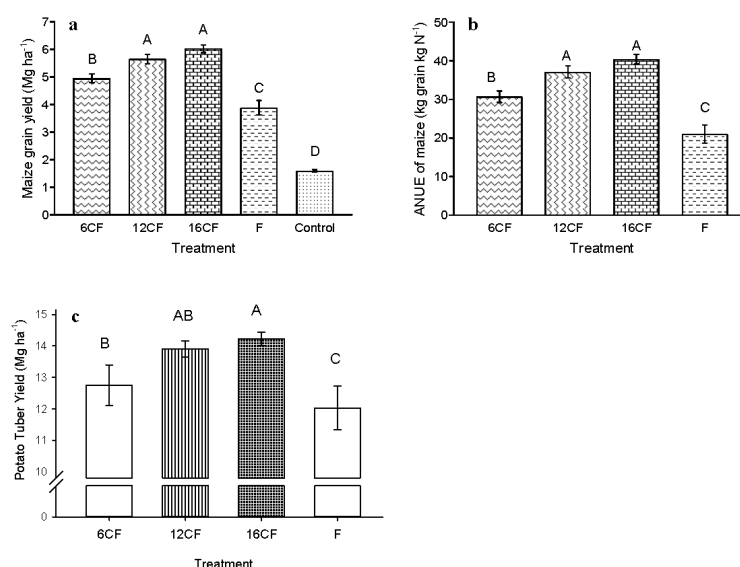 a
Maize grain yield (Mg ha⁻¹)
7
6
5
4
3
2
1
0
B
A
A
C
D
6CF 12CF 16CF F Control
Treatment
b
ANUE of maize (kg grain kg N⁻¹)
50
40
30
20
10
0
B
A
A
C
6CF 12CF 16CF F
Treatment
c
Potato Tuber Yield (Mg ha⁻¹)
15
14
13
12
11
10
0
B
AB
A
C
6CF 12CF 16CF F
Treatment